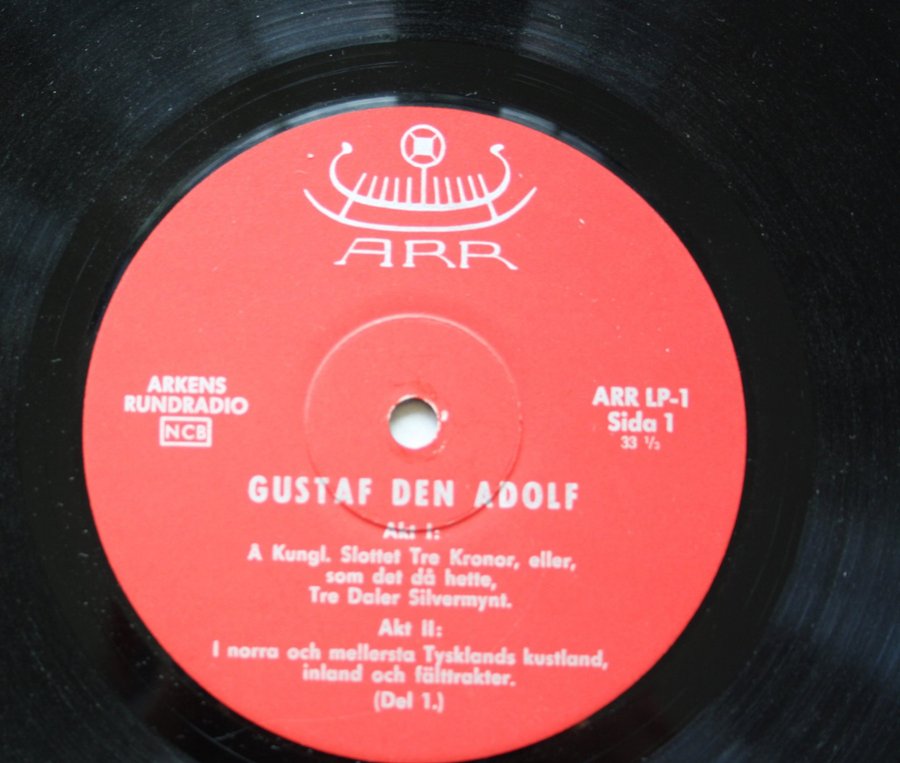 ARR
ARKENS
RUNDRADIO
NCB
ARR LP-1
Sida 1
33 ⅓
GUSTAF DEN ADOLF
Akt I:
A Kungl. Slottet Tre Kronor, eller,
som det då hette,
Tre Daler Silvermynt.
Akt II:
I norra och mellersta Tysklands kustland,
inland och fälttrakter.
(Del 1.)